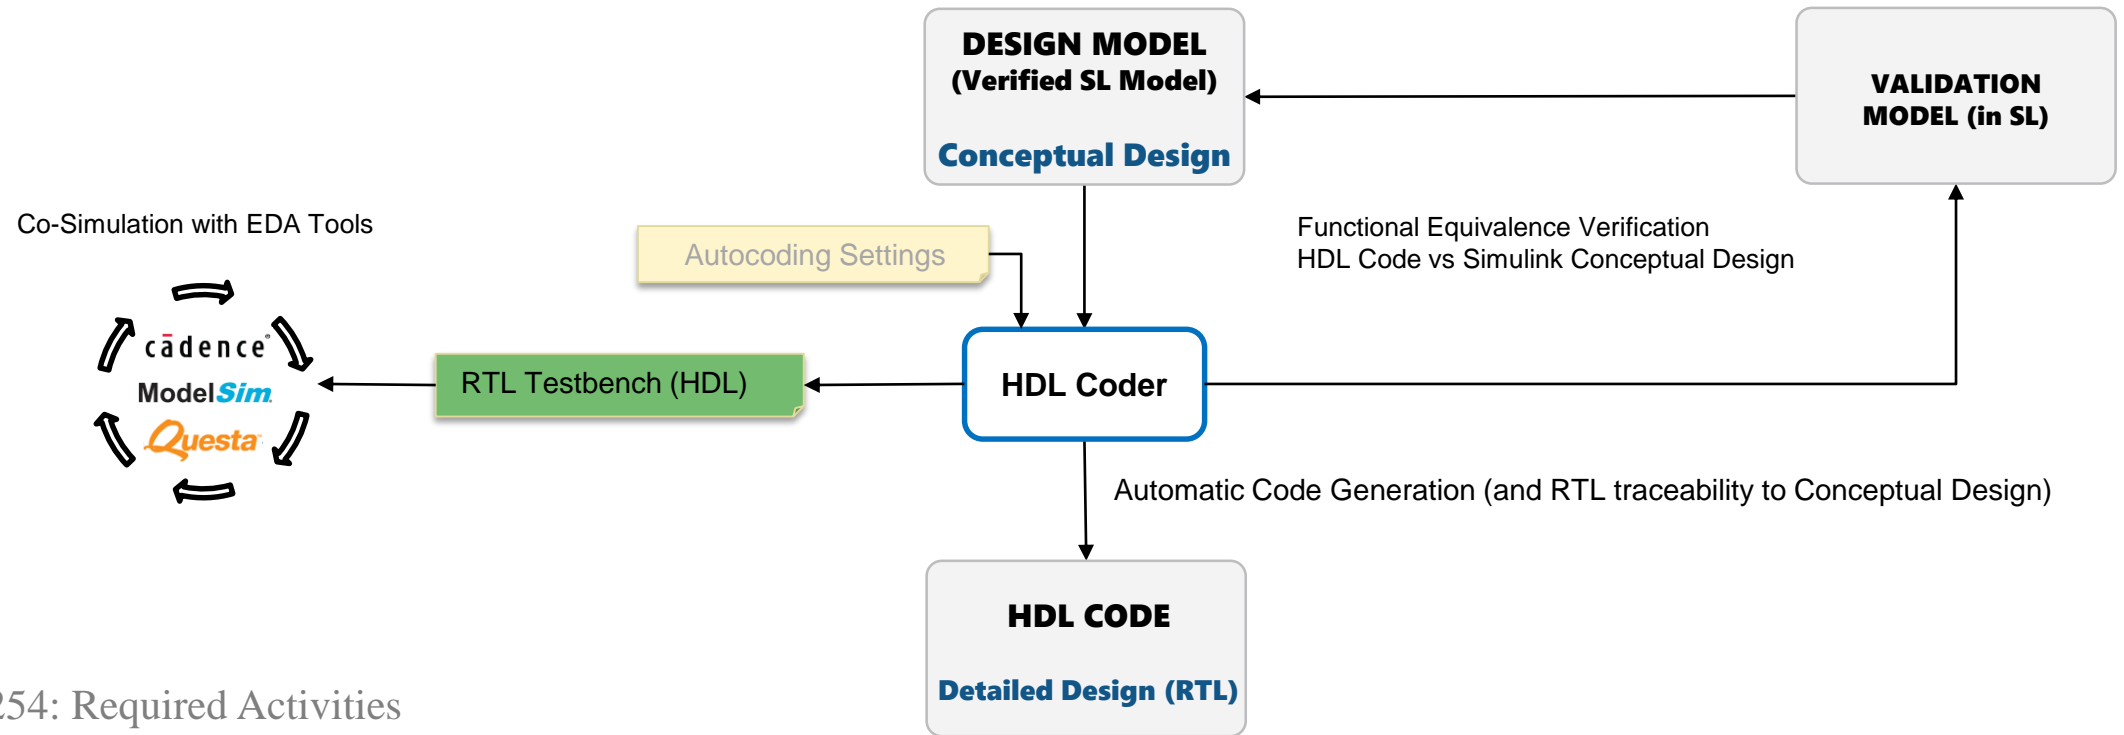 DESIGN MODEL
(Verified SL Model)
Conceptual Design
VALIDATION
MODEL (in SL)
Co-Simulation with EDA Tools
Autocoding Settings
Functional Equivalence Verification
HDL Code vs Simulink Conceptual Design
cādence®
ModelSim
Questa
RTL Testbench (HDL)
HDL Coder
Automatic Code Generation (and RTL traceability to Conceptual Design)
HDL CODE
Detailed Design (RTL)
254: Required Activities